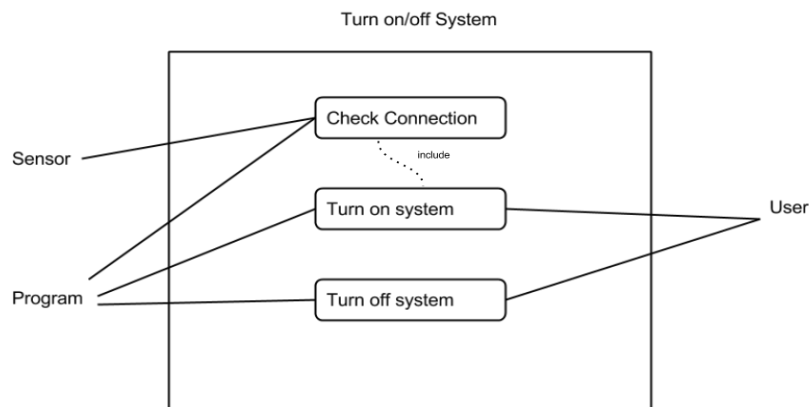 Turn on/off System
Check Connection
include
Sensor
Turn on system
User
Program
Turn off system